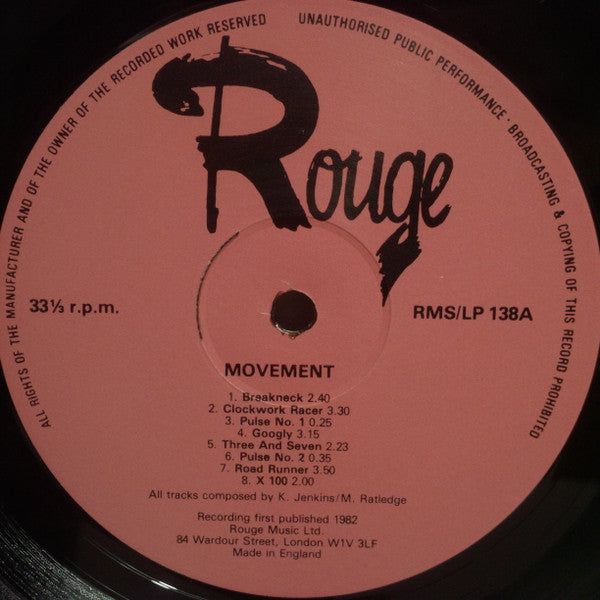 ALL RIGHTS OF THE MANUFACTURER AND OF THE OWNER OF THE RECORDED WORK RESERVED
UNAUTHORISED PUBLIC PERFORMANCE · BROADCASTING & COPYING OF THIS RECORD PROHIBITED
Rouge
33⅓ r.p.m.
RMS/LP 138A
MOVEMENT
1. Breakneck 2.40
2. Clockwork Racer 3.30
3. Pulse No. 1 0.25
4. Googly 3.15
5. Three And Seven 2.23
6. Pulse No. 2 0.35
7. Road Runner 3.50
8. X 100 2.00
All tracks composed by K. Jenkins/M. Ratledge
Recording first published 1982
Rouge Music Ltd.
84 Wardour Street, London W1V 3LF
Made in England